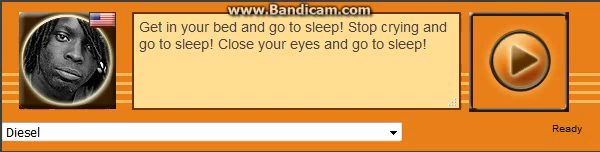 www.Bandicam.com
Get in your bed and go to sleep! Stop crying and
go to sleep! Close your eyes and go to sleep!
Diesel
Ready